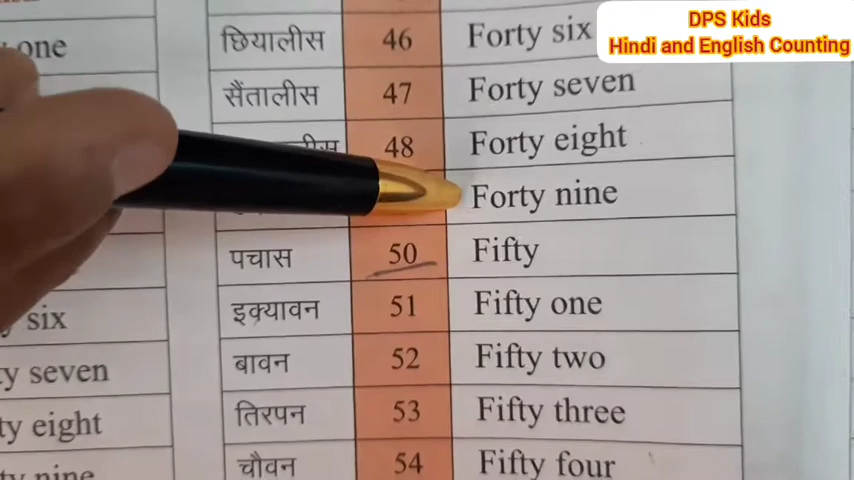 DPS Kids
Hindi and English Counting
one
छियालीस 46 Forty six
सैंतालीस 47 Forty seven
48 Forty eight
Forty nine
पचास 50 Fifty
six इक्यावन 51 Fifty one
seven बावन 52 Fifty two
eight तिरपन 53 Fifty three
nine चौवन 54 Fifty four